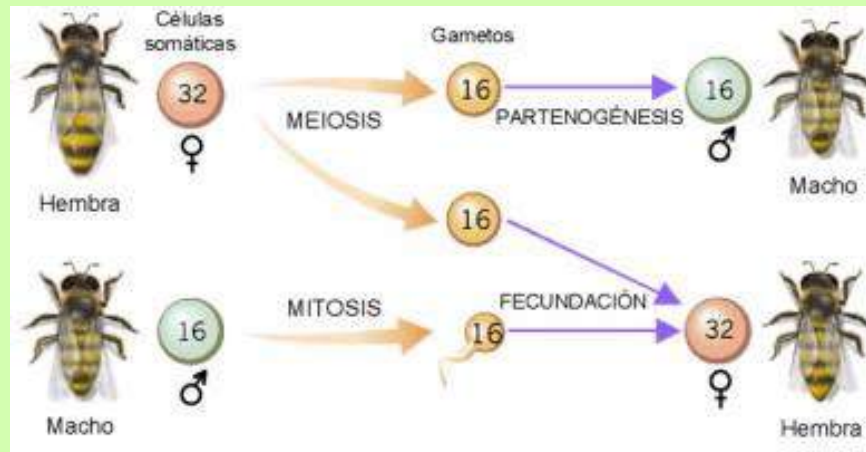 Células
somáticas
Gametos
32
16
16
MEIOSIS
PARTENOGÉNESIS
♀
♂
Hembra
Macho
16
MITOSIS
FECUNDACIÓN
16
16
32
♂
♀
Macho
Hembra